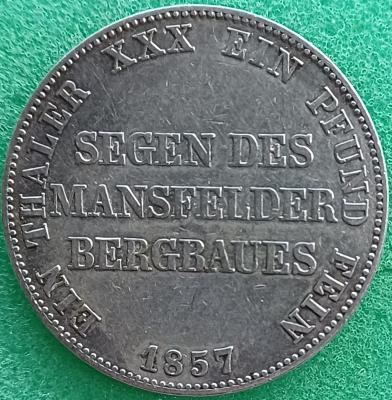 EIN THALER XXX EIN PFUND FEIN
SEGEN DES
MANSFELDER
BERGBAUES
1857